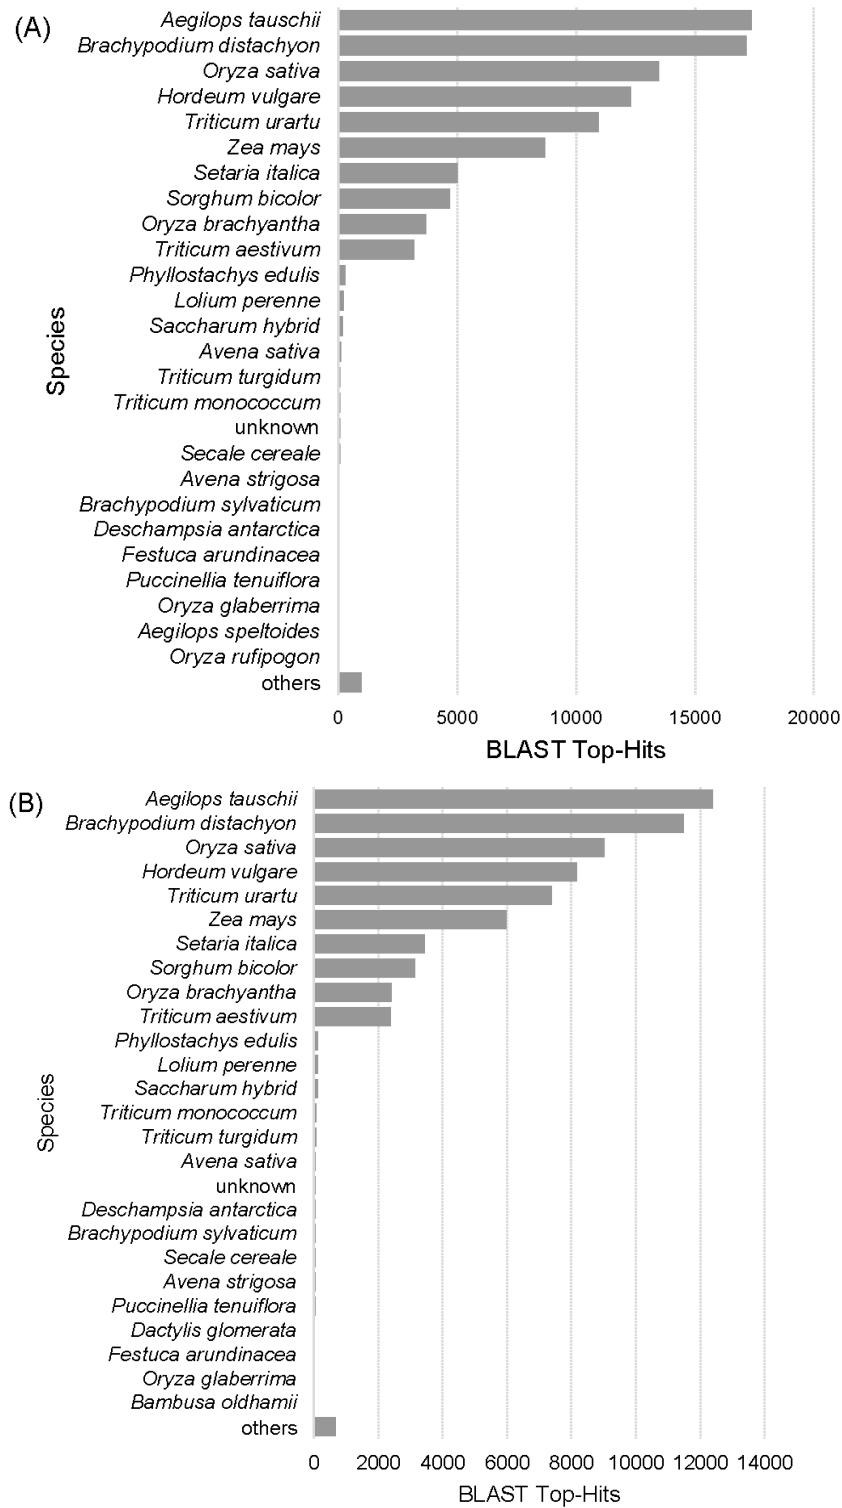 (A)
Aegilops tauschii
Brachypodium distachyon
Oryza sativa
Hordeum vulgare
Triticum urartu
Zea mays
Setaria italica
Sorghum bicolor
Oryza brachyantha
Triticum aestivum
Phyllostachys edulis
Lolium perenne
Saccharum hybrid
Avena sativa
Triticum turgidum
Triticum monococcum
unknown
Secale cereale
Avena strigosa
Brachypodium sylvaticum
Deschampsia antarctica
Festuca arundinacea
Puccinellia tenuiflora
Oryza glaberrima
Aegilops speltoides
Oryza rufipogon
others
Species
0 5000 10000 15000 20000
BLAST Top-Hits
(B)
Aegilops tauschii
Brachypodium distachyon
Oryza sativa
Hordeum vulgare
Triticum urartu
Zea mays
Setaria italica
Sorghum bicolor
Oryza brachyantha
Triticum aestivum
Phyllostachys edulis
Lolium perenne
Saccharum hybrid
Triticum monococcum
Triticum turgidum
Avena sativa
unknown
Deschampsia antarctica
Brachypodium sylvaticum
Secale cereale
Avena strigosa
Puccinellia tenuiflora
Dactylis glomerata
Festuca arundinacea
Oryza glaberrima
Bambusa oldhamii
others
Species
0 2000 4000 6000 8000 10000 12000 14000
BLAST Top-Hits